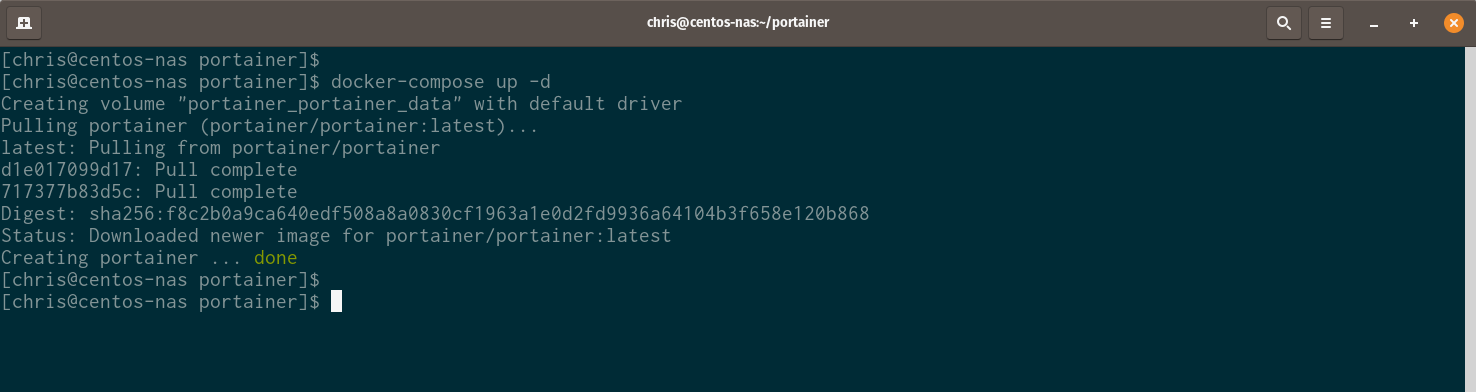 chris@centos-nas:~/portainer
[chris@centos-nas portainer]$
[chris@centos-nas portainer]$ docker-compose up -d
Creating volume "portainer_portainer_data" with default driver
Pulling portainer (portainer/portainer:latest)...
latest: Pulling from portainer/portainer
d1e017099d17: Pull complete
717377b83d5c: Pull complete
Digest: sha256:f8c2b0a9ca640edf508a8a0830cf1963a1e0d2fd9936a64104b3f658e120b868
Status: Downloaded newer image for portainer/portainer:latest
Creating portainer ... done
[chris@centos-nas portainer]$
[chris@centos-nas portainer]$